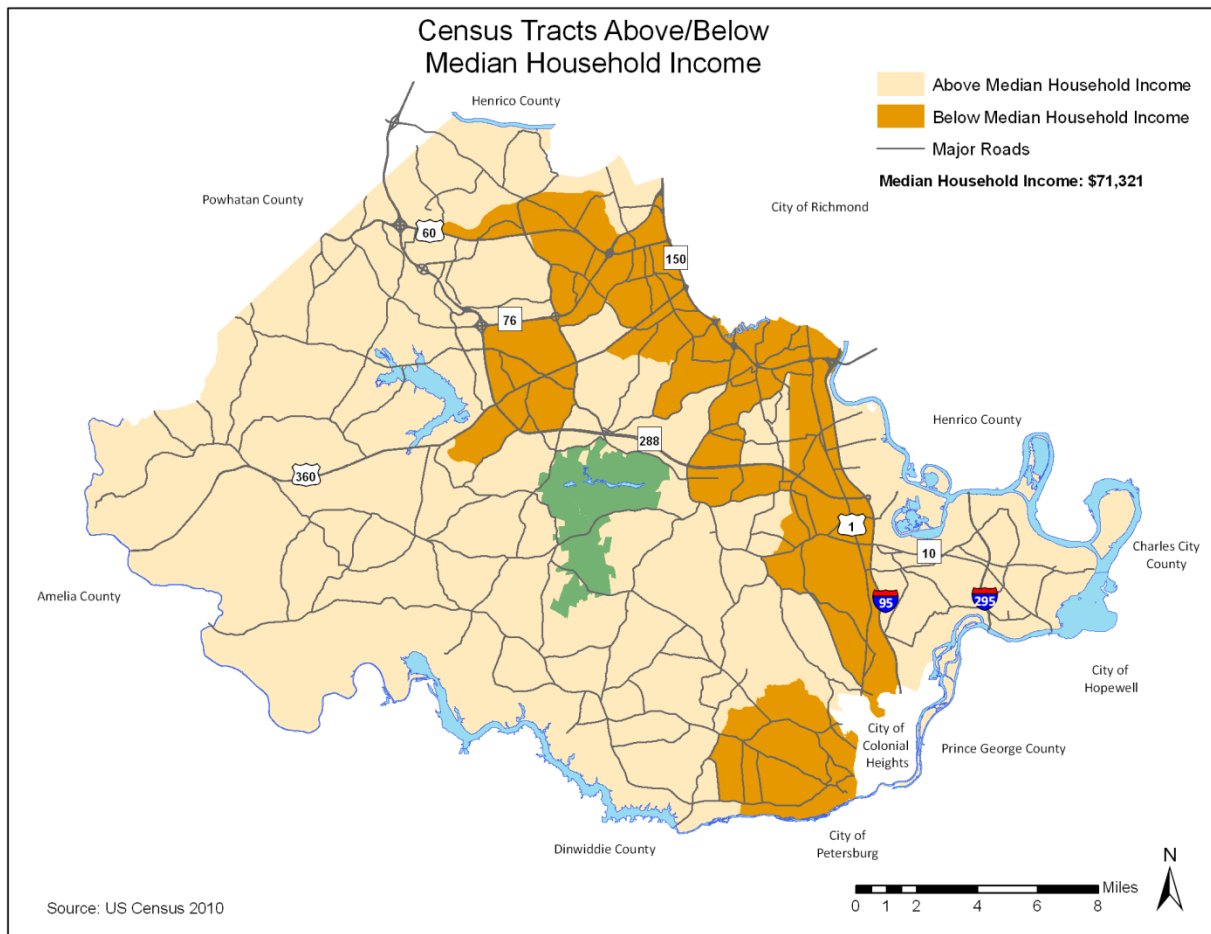 Census Tracts Above/Below
Median Household Income
Above Median Household Income
Below Median Household Income
Major Roads
Median Household Income: $71,321
Henrico County
Powhatan County
City of Richmond
60
150
76
Henrico County
288
360
1
10
Charles City
County
Amelia County
95
295
City of
Hopewell
City of
Colonial
Heights
Prince George County
City of
Petersburg
Dinwiddie County
N
Miles
0 1 2 4 6 8
Source: US Census 2010